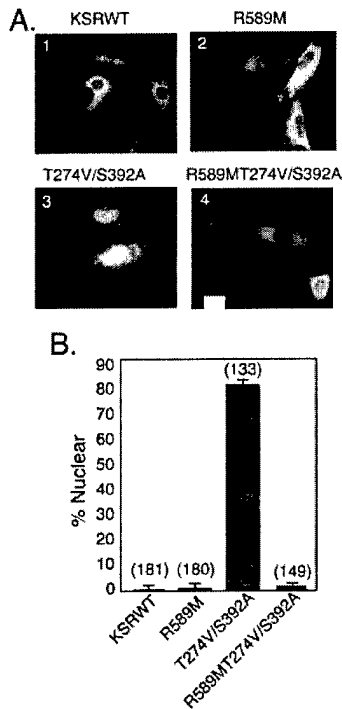 A.
KSRWT
R589M
1
2
T274V/S392A
R589MT274V/S392A
3
4
B.
% Nuclear
90
80
70
60
50
40
30
20
10
0
(181)
(180)
(133)
(149)
KSRWT
R589M
T274V/S392A
R589MT274V/S392A